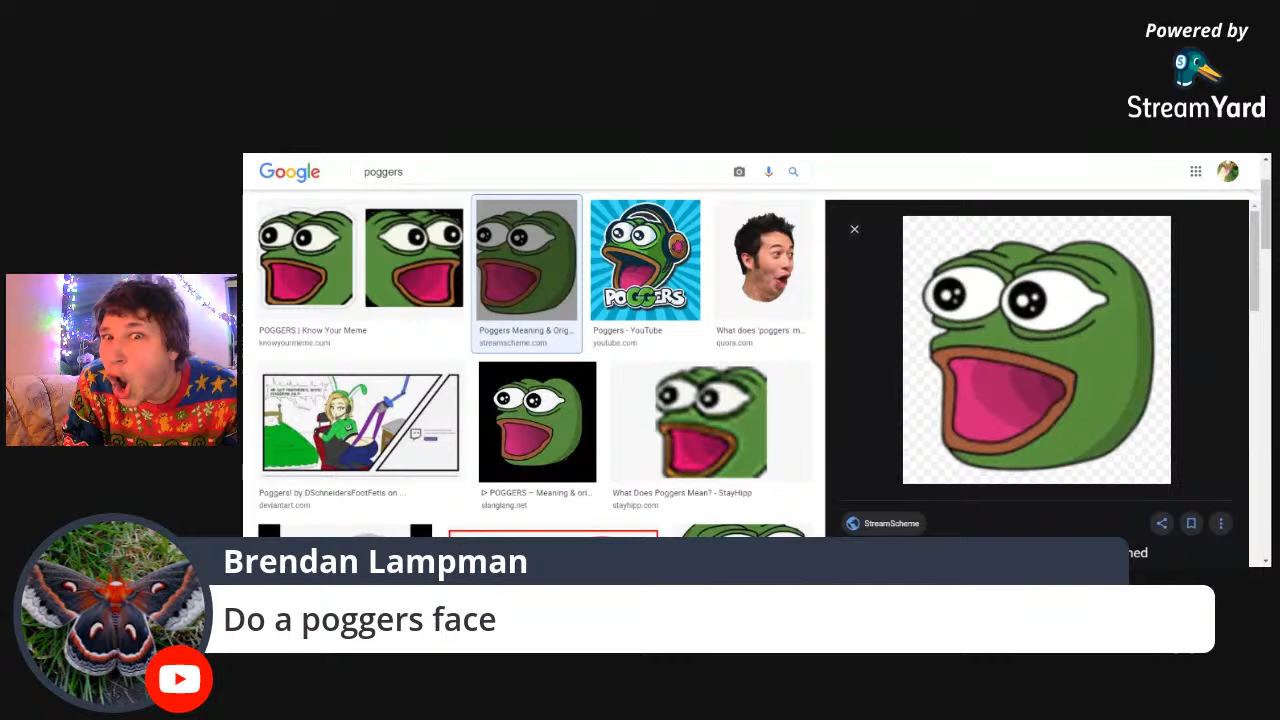 Powered by
StreamYard
Google
poggers
POGGERS
POGGERS | Know Your Meme
knowyourmeme.com
Poggers Meaning & Orig...
streamscheme.com
Poggers - YouTube
youtube.com
What does 'poggers' m...
quora.com
Poggers! by DSchneidersFootFetis on ...
deviantart.com
ᐅ POGGERS – Meaning & ori...
slanglang.net
What Does Poggers Mean? - StayHipp
stayhipp.com
StreamScheme
ned
Brendan Lampman
Do a poggers face